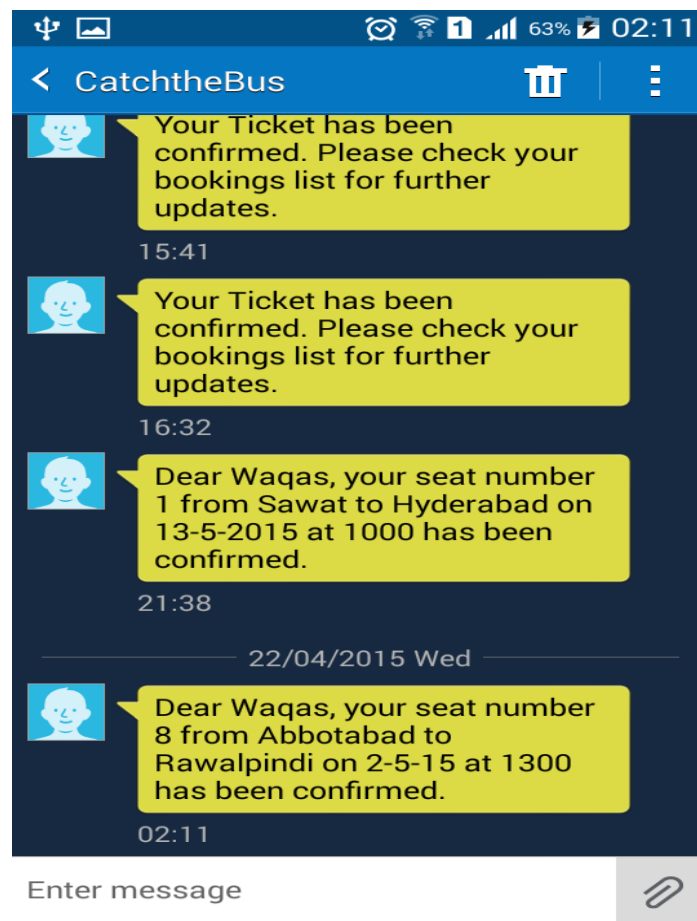 1 63% 02:11
CatchtheBus
Your Ticket has been
confirmed. Please check your
bookings list for further
updates.
15:41
Your Ticket has been
confirmed. Please check your
bookings list for further
updates.
16:32
Dear Waqas, your seat number
1 from Sawat to Hyderabad on
13-5-2015 at 1000 has been
confirmed.
21:38
22/04/2015 Wed
Dear Waqas, your seat number
8 from Abbotabad to
Rawalpindi on 2-5-15 at 1300
has been confirmed.
02:11
Enter message